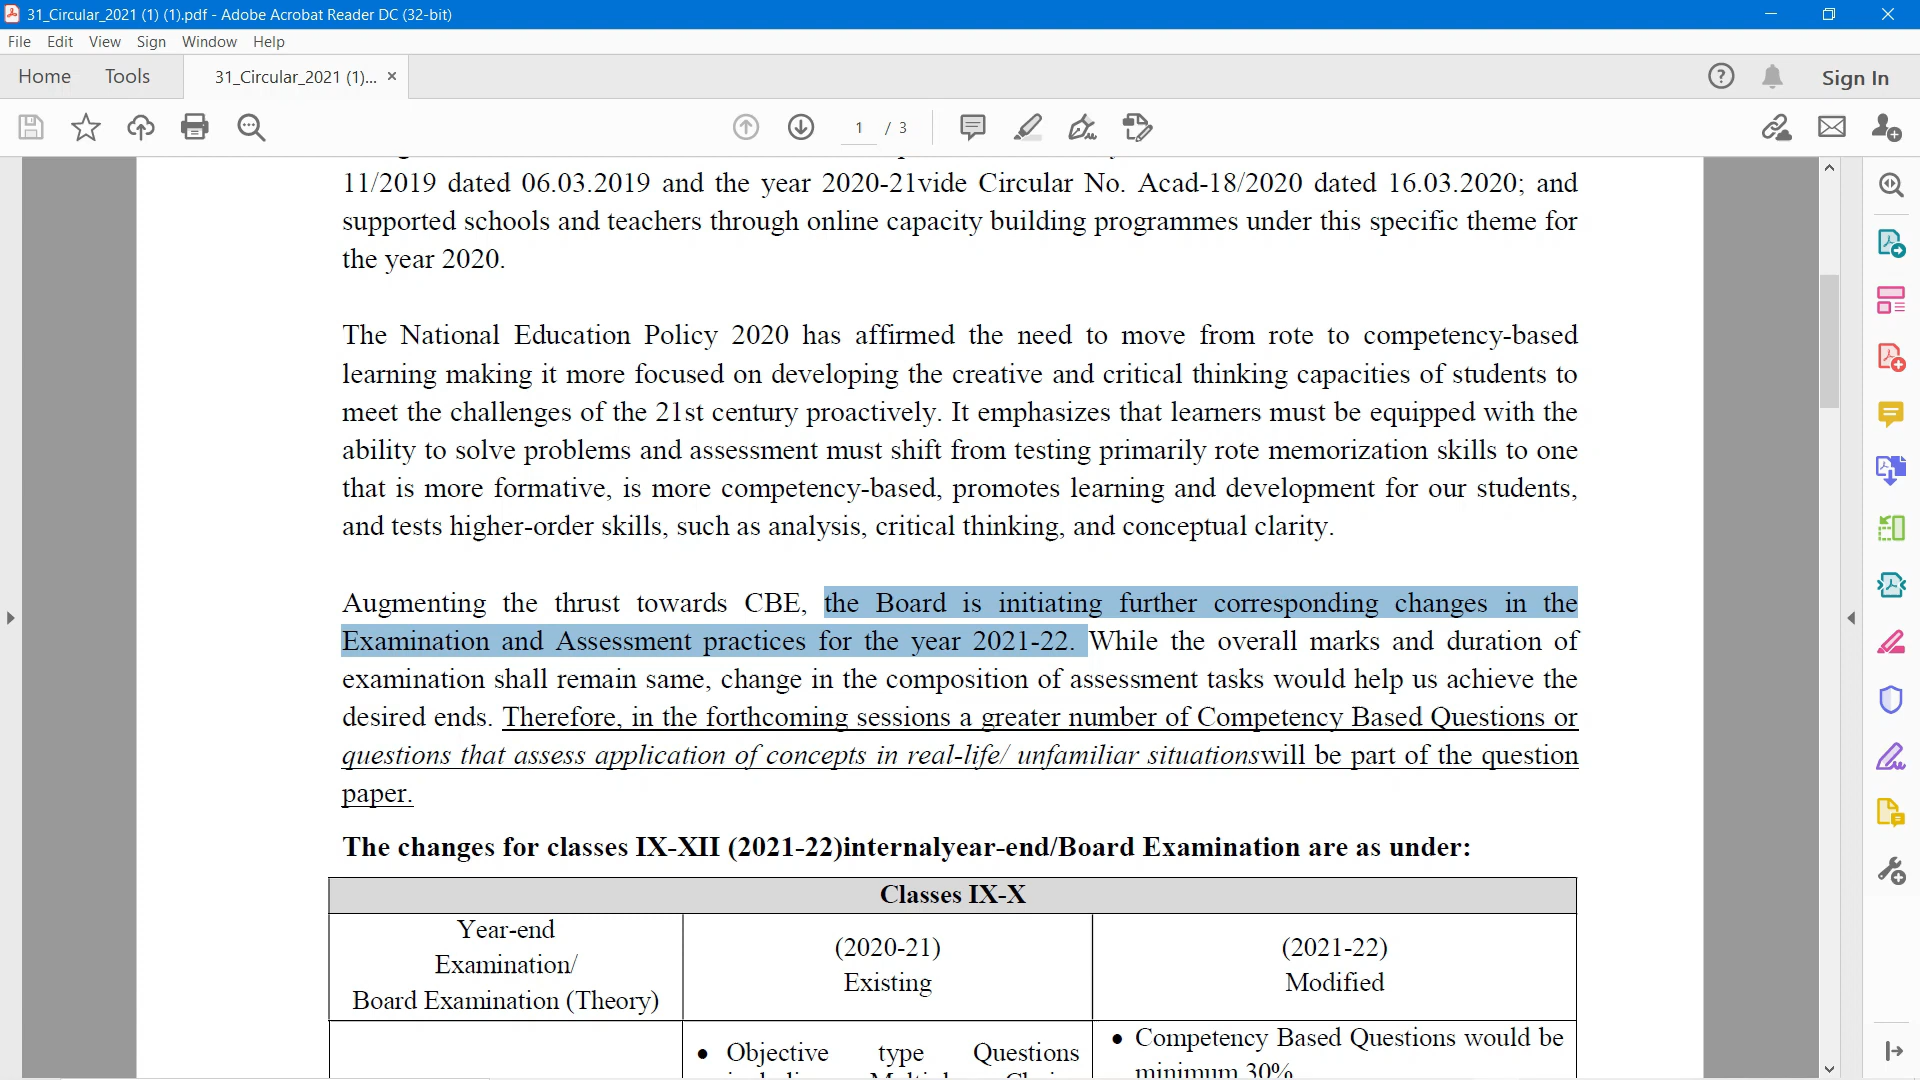 31_Circular_2021 (1) (1).pdf - Adobe Acrobat Reader DC (32-bit)
File Edit View Sign Window Help
Home Tools 31_Circular_2021 (1)... × Sign In
1 / 3
11/2019 dated 06.03.2019 and the year 2020-21vide Circular No. Acad-18/2020 dated 16.03.2020; and
supported schools and teachers through online capacity building programmes under this specific theme for
the year 2020.
The National Education Policy 2020 has affirmed the need to move from rote to competency-based
learning making it more focused on developing the creative and critical thinking capacities of students to
meet the challenges of the 21st century proactively. It emphasizes that learners must be equipped with the
ability to solve problems and assessment must shift from testing primarily rote memorization skills to one
that is more formative, is more competency-based, promotes learning and development for our students,
and tests higher-order skills, such as analysis, critical thinking, and conceptual clarity.
Augmenting the thrust towards CBE, the Board is initiating further corresponding changes in the
Examination and Assessment practices for the year 2021-22. While the overall marks and duration of
examination shall remain same, change in the composition of assessment tasks would help us achieve the
desired ends. Therefore, in the forthcoming sessions a greater number of Competency Based Questions or
questions that assess application of concepts in real-life/ unfamiliar situationswill be part of the question
paper.
The changes for classes IX-XII (2021-22)internalyear-end/Board Examination are as under:
Classes IX-X
Year-end
Examination/
Board Examination (Theory)
(2020-21)
Existing
(2021-22)
Modified
• Objective type Questions
• Competency Based Questions would be
minimum 30%